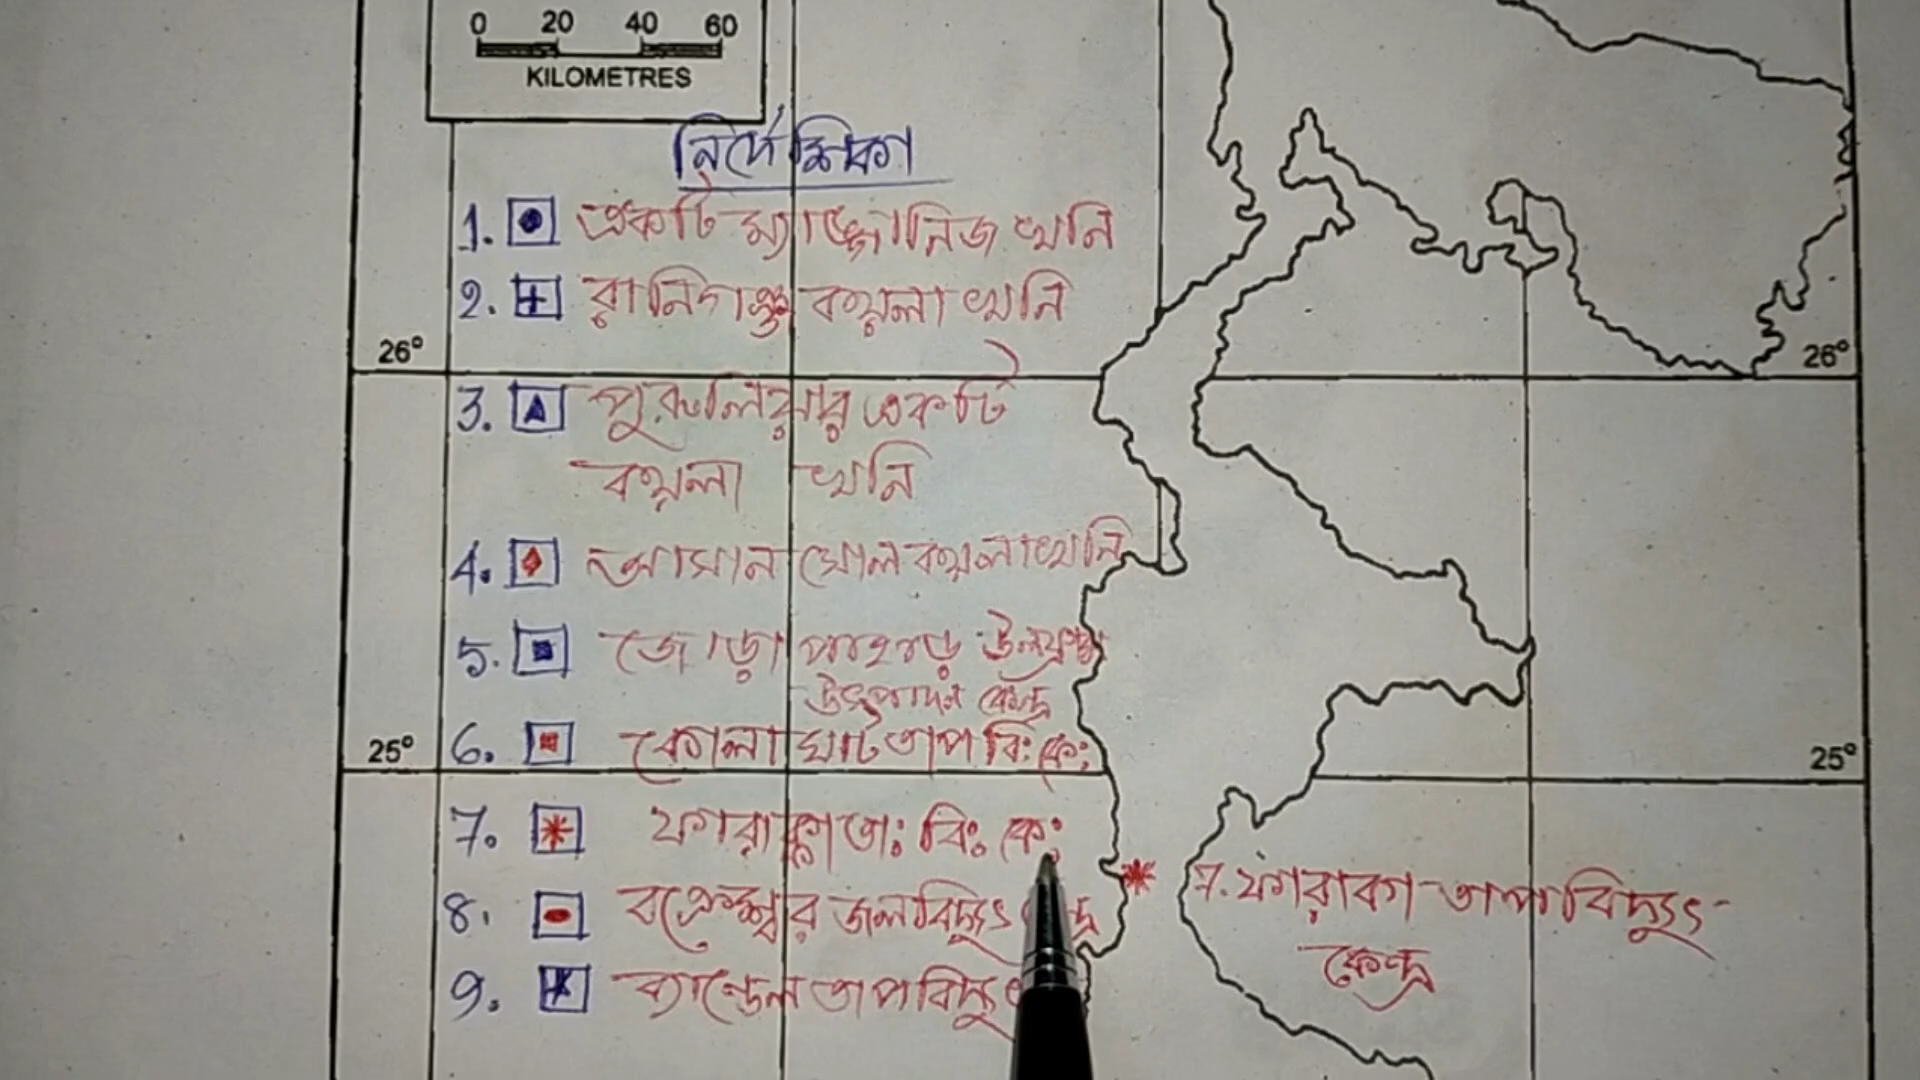 0 20 40 60
KILOMETRES
নির্দেশিকা
1. একটি ম্যাঙ্গানিজ খনি
2. রানিগঞ্জ কয়লা খনি
26° 26°
3. পুরুলিয়ার একটি
কয়লা খনি
4. আসানসোল কয়লাখনি
5. জোড়া পাহাড়
উৎপাদন কেন্দ্র
25° 25°
6. কোলাঘাট তাপ বি: কে:
7. ফারাক্কা তা: বি: কে:
7. ফারাক্কা তাপবিদ্যুৎ
কেন্দ্র
8. বক্রেশ্বর জলবিদ্যুৎ
9. ব্যান্ডেল তাপবিদ্যুৎ